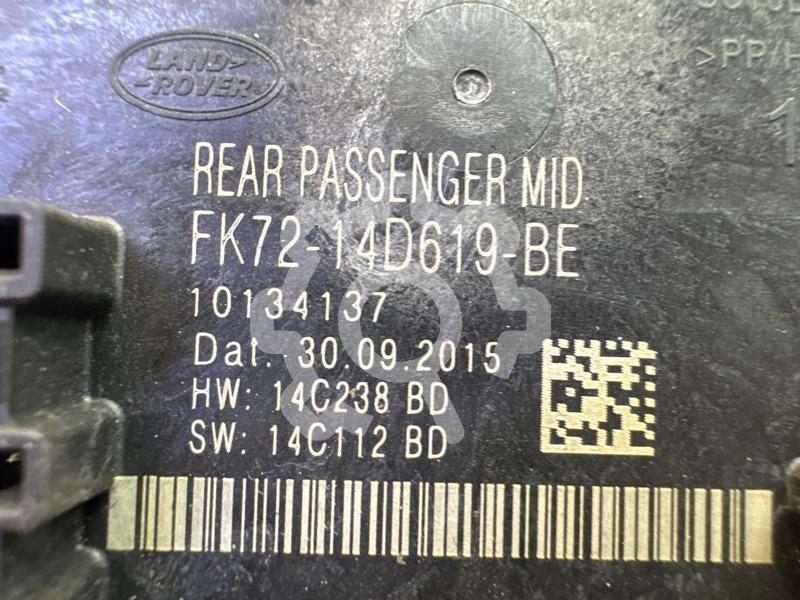 LAND
ROVER
>PP/H
REAR PASSENGER MID
FK72-14D619-BE
10134137
Dat. 30.09.2015
HW: 14C238 BD
SW: 14C112 BD